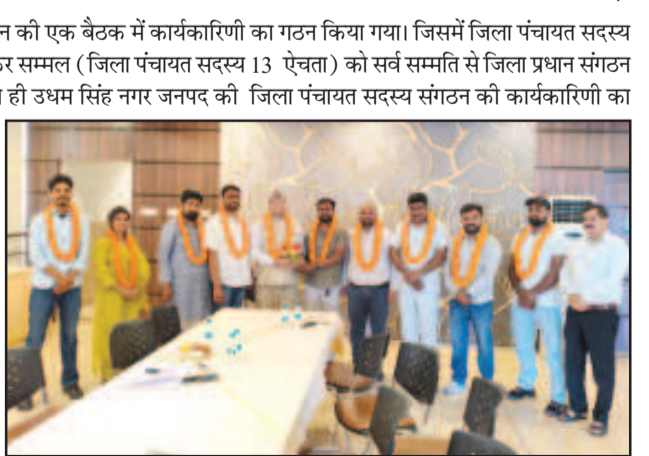 न की एक बैठक में कार्यकारिणी का गठन किया गया। जिसमें जिला पंचायत सदस्य
र सम्मल (जिला पंचायत सदस्य 13 ऐचता) को सर्व सम्मति से जिला प्रधान संगठन
ही उधम सिंह नगर जनपद की जिला पंचायत सदस्य संगठन की कार्यकारिणी का